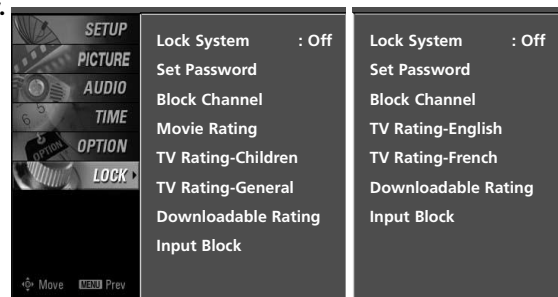 SETUP
PICTURE
AUDIO
TIME
OPTION
LOCK
Move MENU Prev
Lock System : Off
Set Password
Block Channel
Movie Rating
TV Rating-Children
TV Rating-General
Downloadable Rating
Input Block
Lock System : Off
Set Password
Block Channel
TV Rating-English
TV Rating-French
Downloadable Rating
Input Block